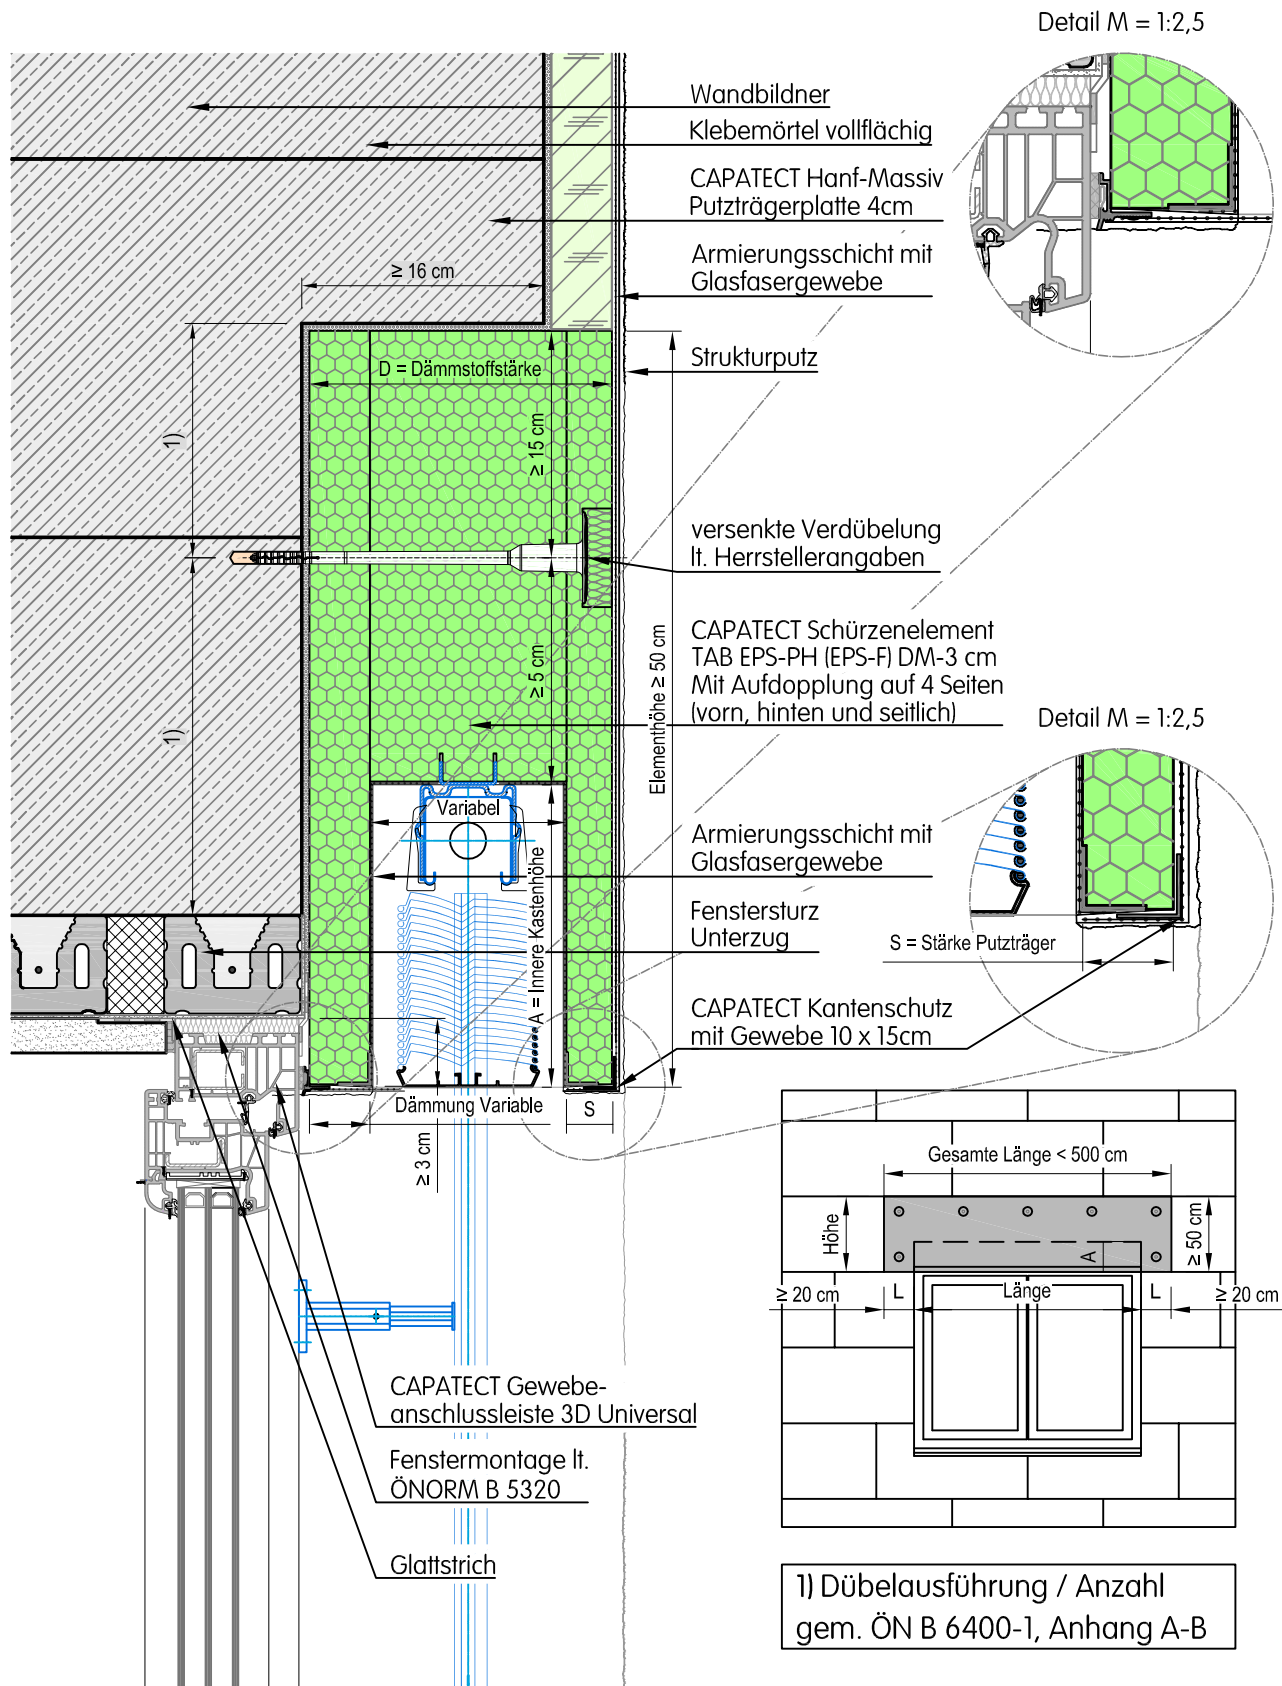 Detail M = 1:2,5
Wandbildner
Klebemörtel vollflächig
CAPATECT Hanf-Massiv
Putzträgerplatte 4cm
Armierungsschicht mit
Glasfasergewebe
≥ 16 cm
Strukturputz
D = Dämmstoffstärke
1)
≥ 15 cm
versenkte Verdübelung
lt. Herrstellerangaben
CAPATECT Schürzenelement
TAB EPS-PH (EPS-F) DM-3 cm
Mit Aufdopplung auf 4 Seiten
(vorn, hinten und seitlich)
≥ 5 cm
Elementhöhe ≥ 50 cm
1)
Detail M = 1:2,5
Variabel
Armierungsschicht mit
Glasfasergewebe
A = Innere Kastenhöhe
Fenstersturz
Unterzug
S = Stärke Putzträger
CAPATECT Kantenschutz
mit Gewebe 10 x 15cm
Dämmung Variable
S
≥ 3 cm
Gesamte Länge < 500 cm
Höhe
A
≥ 50 cm
≥ 20 cm
L
Länge
L
≥ 20 cm
CAPATECT Gewebe-
anschlussleiste 3D Universal
Fenstermontage lt.
ÖNORM B 5320
Glattstrich
1) Dübelausführung / Anzahl
gem. ÖN B 6400-1, Anhang A-B